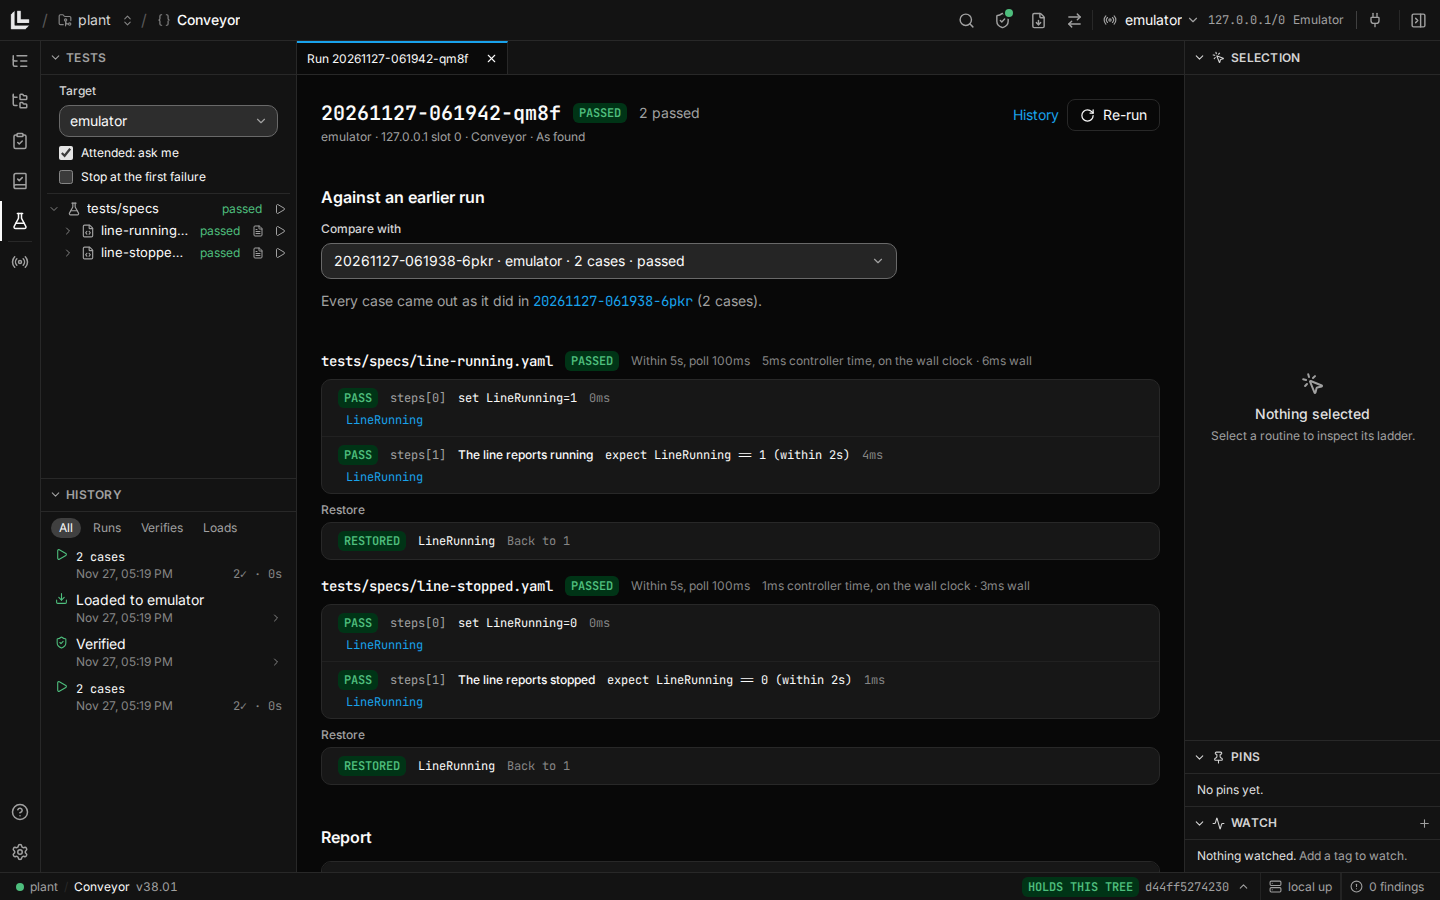 / plant / Conveyor
emulator 127.0.0.1/0 Emulator
TESTS
Target
emulator
Attended: ask me
Stop at the first failure
tests/specs passed
line-running... passed
line-stoppe... passed
HISTORY
All Runs Verifies Loads
2 cases
Nov 27, 05:19 PM 2✓ · 0s
Loaded to emulator
Nov 27, 05:19 PM
Verified
Nov 27, 05:19 PM
2 cases
Nov 27, 05:19 PM 2✓ · 0s
Run 20261127-061942-qm8f
20261127-061942-qm8f PASSED 2 passed
History Re-run
emulator · 127.0.0.1 slot 0 · Conveyor · As found
Against an earlier run
Compare with
20261127-061938-6pkr · emulator · 2 cases · passed
Every case came out as it did in 20261127-061938-6pkr (2 cases).
tests/specs/line-running.yaml PASSED Within 5s, poll 100ms 5ms controller time, on the wall clock · 6ms wall
PASS steps[0] set LineRunning=1 0ms
LineRunning
PASS steps[1] The line reports running expect LineRunning == 1 (within 2s) 4ms
LineRunning
Restore
RESTORED LineRunning Back to 1
tests/specs/line-stopped.yaml PASSED Within 5s, poll 100ms 1ms controller time, on the wall clock · 3ms wall
PASS steps[0] set LineRunning=0 0ms
LineRunning
PASS steps[1] The line reports stopped expect LineRunning == 0 (within 2s) 1ms
LineRunning
Restore
RESTORED LineRunning Back to 1
Report
SELECTION
Nothing selected
Select a routine to inspect its ladder.
PINS
No pins yet.
WATCH
Nothing watched. Add a tag to watch.
plant / Conveyor v38.01
HOLDS THIS TREE d44ff5274230 local up 0 findings